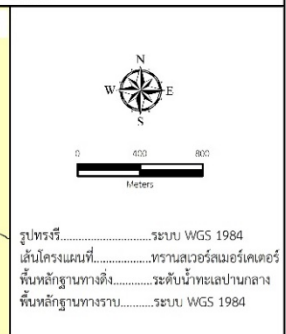 N
W E
S
0 400 800
Meters
รูปทรงรี..............................ระบบ WGS 1984
เส้นโครงแผนที่...................ทรานสเวอร์สเมอร์เคเตอร์
พื้นหลักฐานทางดิ่ง.............ระดับน้ำทะเลปานกลาง
พื้นหลักฐานทางราบ...........ระบบ WGS 1984